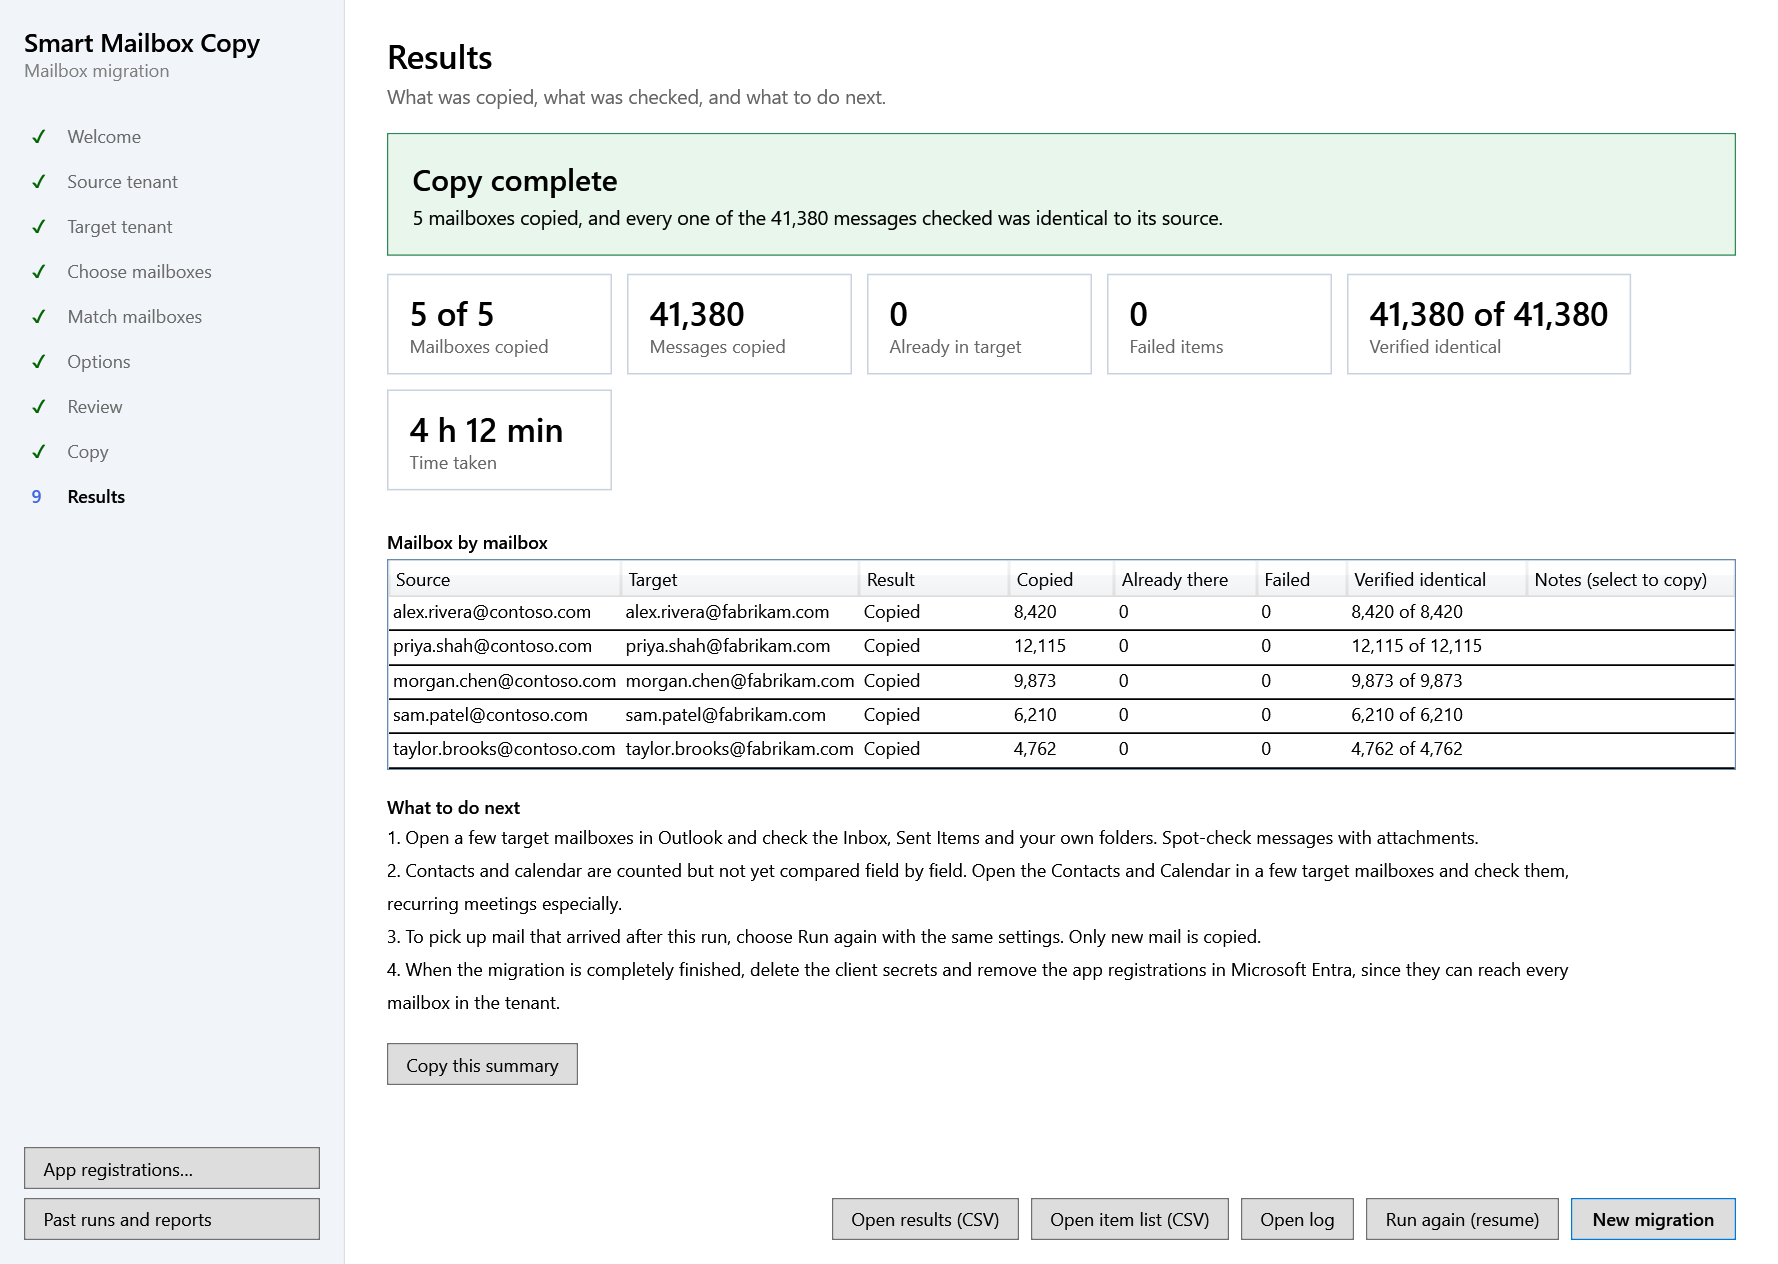 Smart Mailbox Copy
Mailbox migration
✓ Welcome
✓ Source tenant
✓ Target tenant
✓ Choose mailboxes
✓ Match mailboxes
✓ Options
✓ Review
✓ Copy
9 Results
App registrations...
Past runs and reports
Results
What was copied, what was checked, and what to do next.
Copy complete
5 mailboxes copied, and every one of the 41,380 messages checked was identical to its source.
5 of 5
Mailboxes copied
41,380
Messages copied
0
Already in target
0
Failed items
41,380 of 41,380
Verified identical
4 h 12 min
Time taken
Mailbox by mailbox
Source Target Result Copied Already there Failed Verified identical Notes (select to copy)
alex.rivera@contoso.com alex.rivera@fabrikam.com Copied 8,420 0 0 8,420 of 8,420
priya.shah@contoso.com priya.shah@fabrikam.com Copied 12,115 0 0 12,115 of 12,115
morgan.chen@contoso.com morgan.chen@fabrikam.com Copied 9,873 0 0 9,873 of 9,873
sam.patel@contoso.com sam.patel@fabrikam.com Copied 6,210 0 0 6,210 of 6,210
taylor.brooks@contoso.com taylor.brooks@fabrikam.com Copied 4,762 0 0 4,762 of 4,762
What to do next
1. Open a few target mailboxes in Outlook and check the Inbox, Sent Items and your own folders. Spot-check messages with attachments.
2. Contacts and calendar are counted but not yet compared field by field. Open the Contacts and Calendar in a few target mailboxes and check them,
recurring meetings especially.
3. To pick up mail that arrived after this run, choose Run again with the same settings. Only new mail is copied.
4. When the migration is completely finished, delete the client secrets and remove the app registrations in Microsoft Entra, since they can reach every
mailbox in the tenant.
Copy this summary
Open results (CSV) Open item list (CSV) Open log Run again (resume) New migration